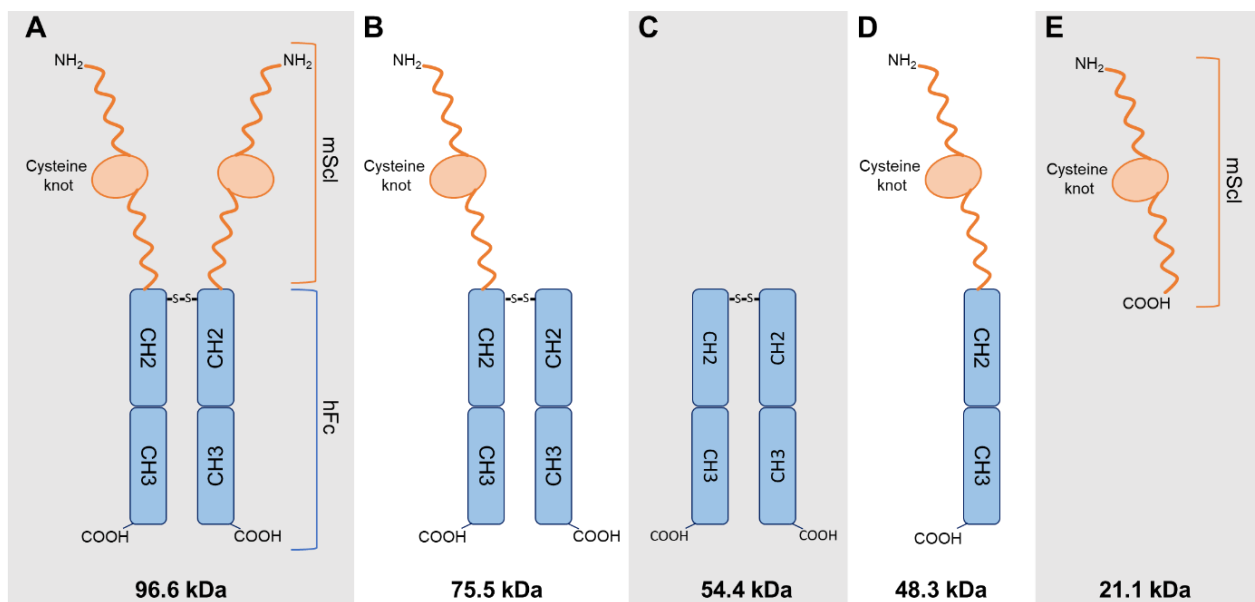 A
NH2
NH2
Cysteine
knot
mScl
S-S
CH2
CH2
CH3
CH3
hFc
COOH
COOH
96.6 kDa
B
NH2
Cysteine
knot
S-S
CH2
CH2
CH3
CH3
COOH
COOH
75.5 kDa
C
S-S
CH2
CH2
CH3
CH3
COOH
COOH
54.4 kDa
D
NH2
Cysteine
knot
CH2
CH3
COOH
48.3 kDa
E
NH2
Cysteine
knot
mScl
COOH
21.1 kDa